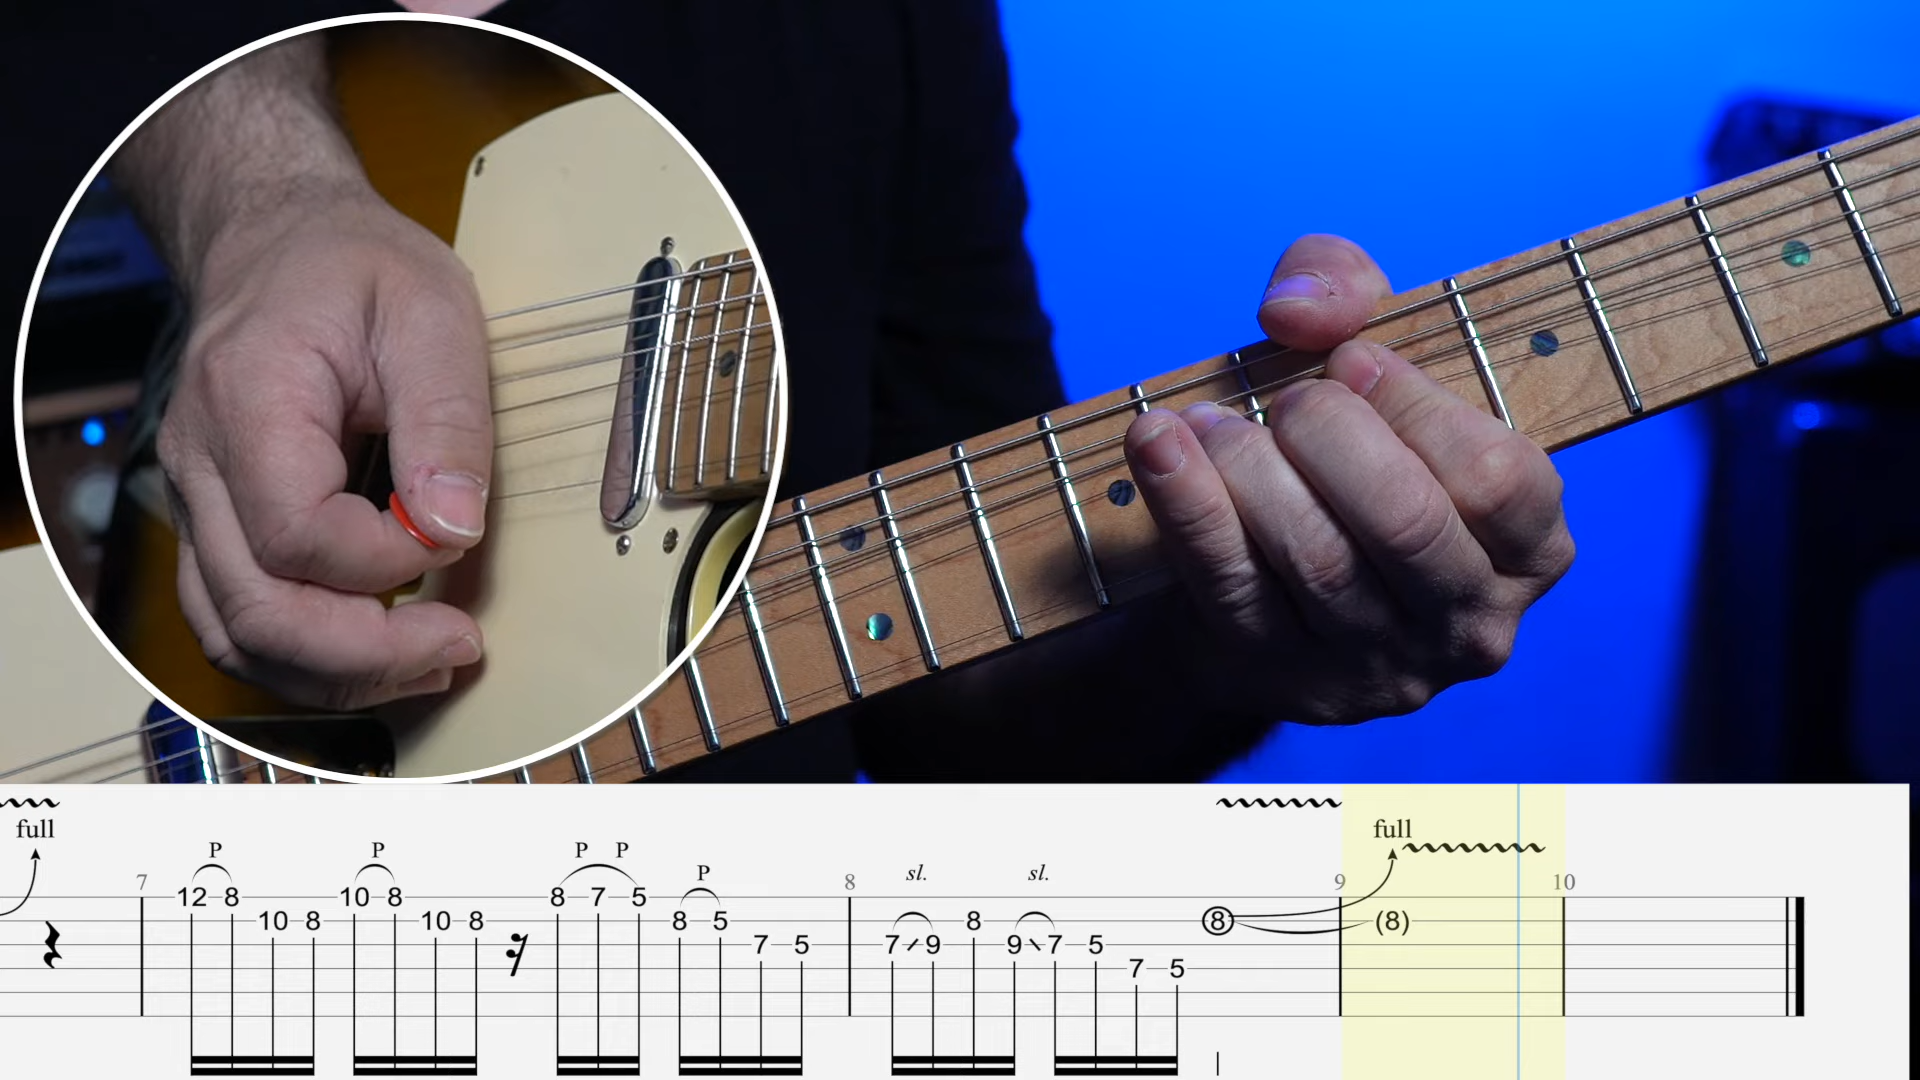 full full
P P P P P sl. sl.
7 8 9 10
12 8 10 8 8 7 5
10 8 10 8 8 5 8 8 (8)
7 5 7 9 9 7 5
7 5